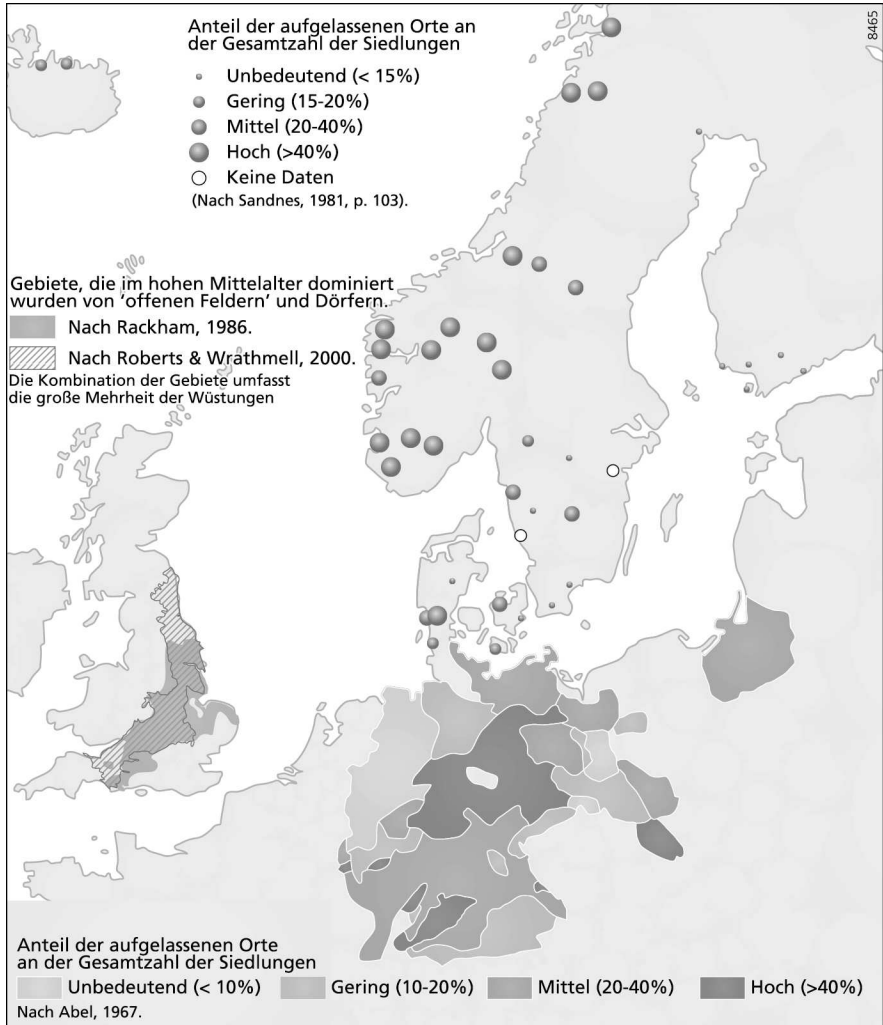 Anteil der aufgelassenen Orte an
der Gesamtzahl der Siedlungen
Unbedeutend (< 15%)
Gering (15-20%)
Mittel (20-40%)
Hoch (>40%)
Keine Daten
(Nach Sandnes, 1981, p. 103).
8465
Gebiete, die im hohen Mittelalter dominiert
wurden von ‘offenen Feldern’ und Dörfern.
Nach Rackham, 1986.
Nach Roberts & Wrathmell, 2000.
Die Kombination der Gebiete umfasst
die große Mehrheit der Wüstungen
Anteil der aufgelassenen Orte
an der Gesamtzahl der Siedlungen
Unbedeutend (< 10%)
Gering (10-20%)
Mittel (20-40%)
Hoch (>40%)
Nach Abel, 1967.